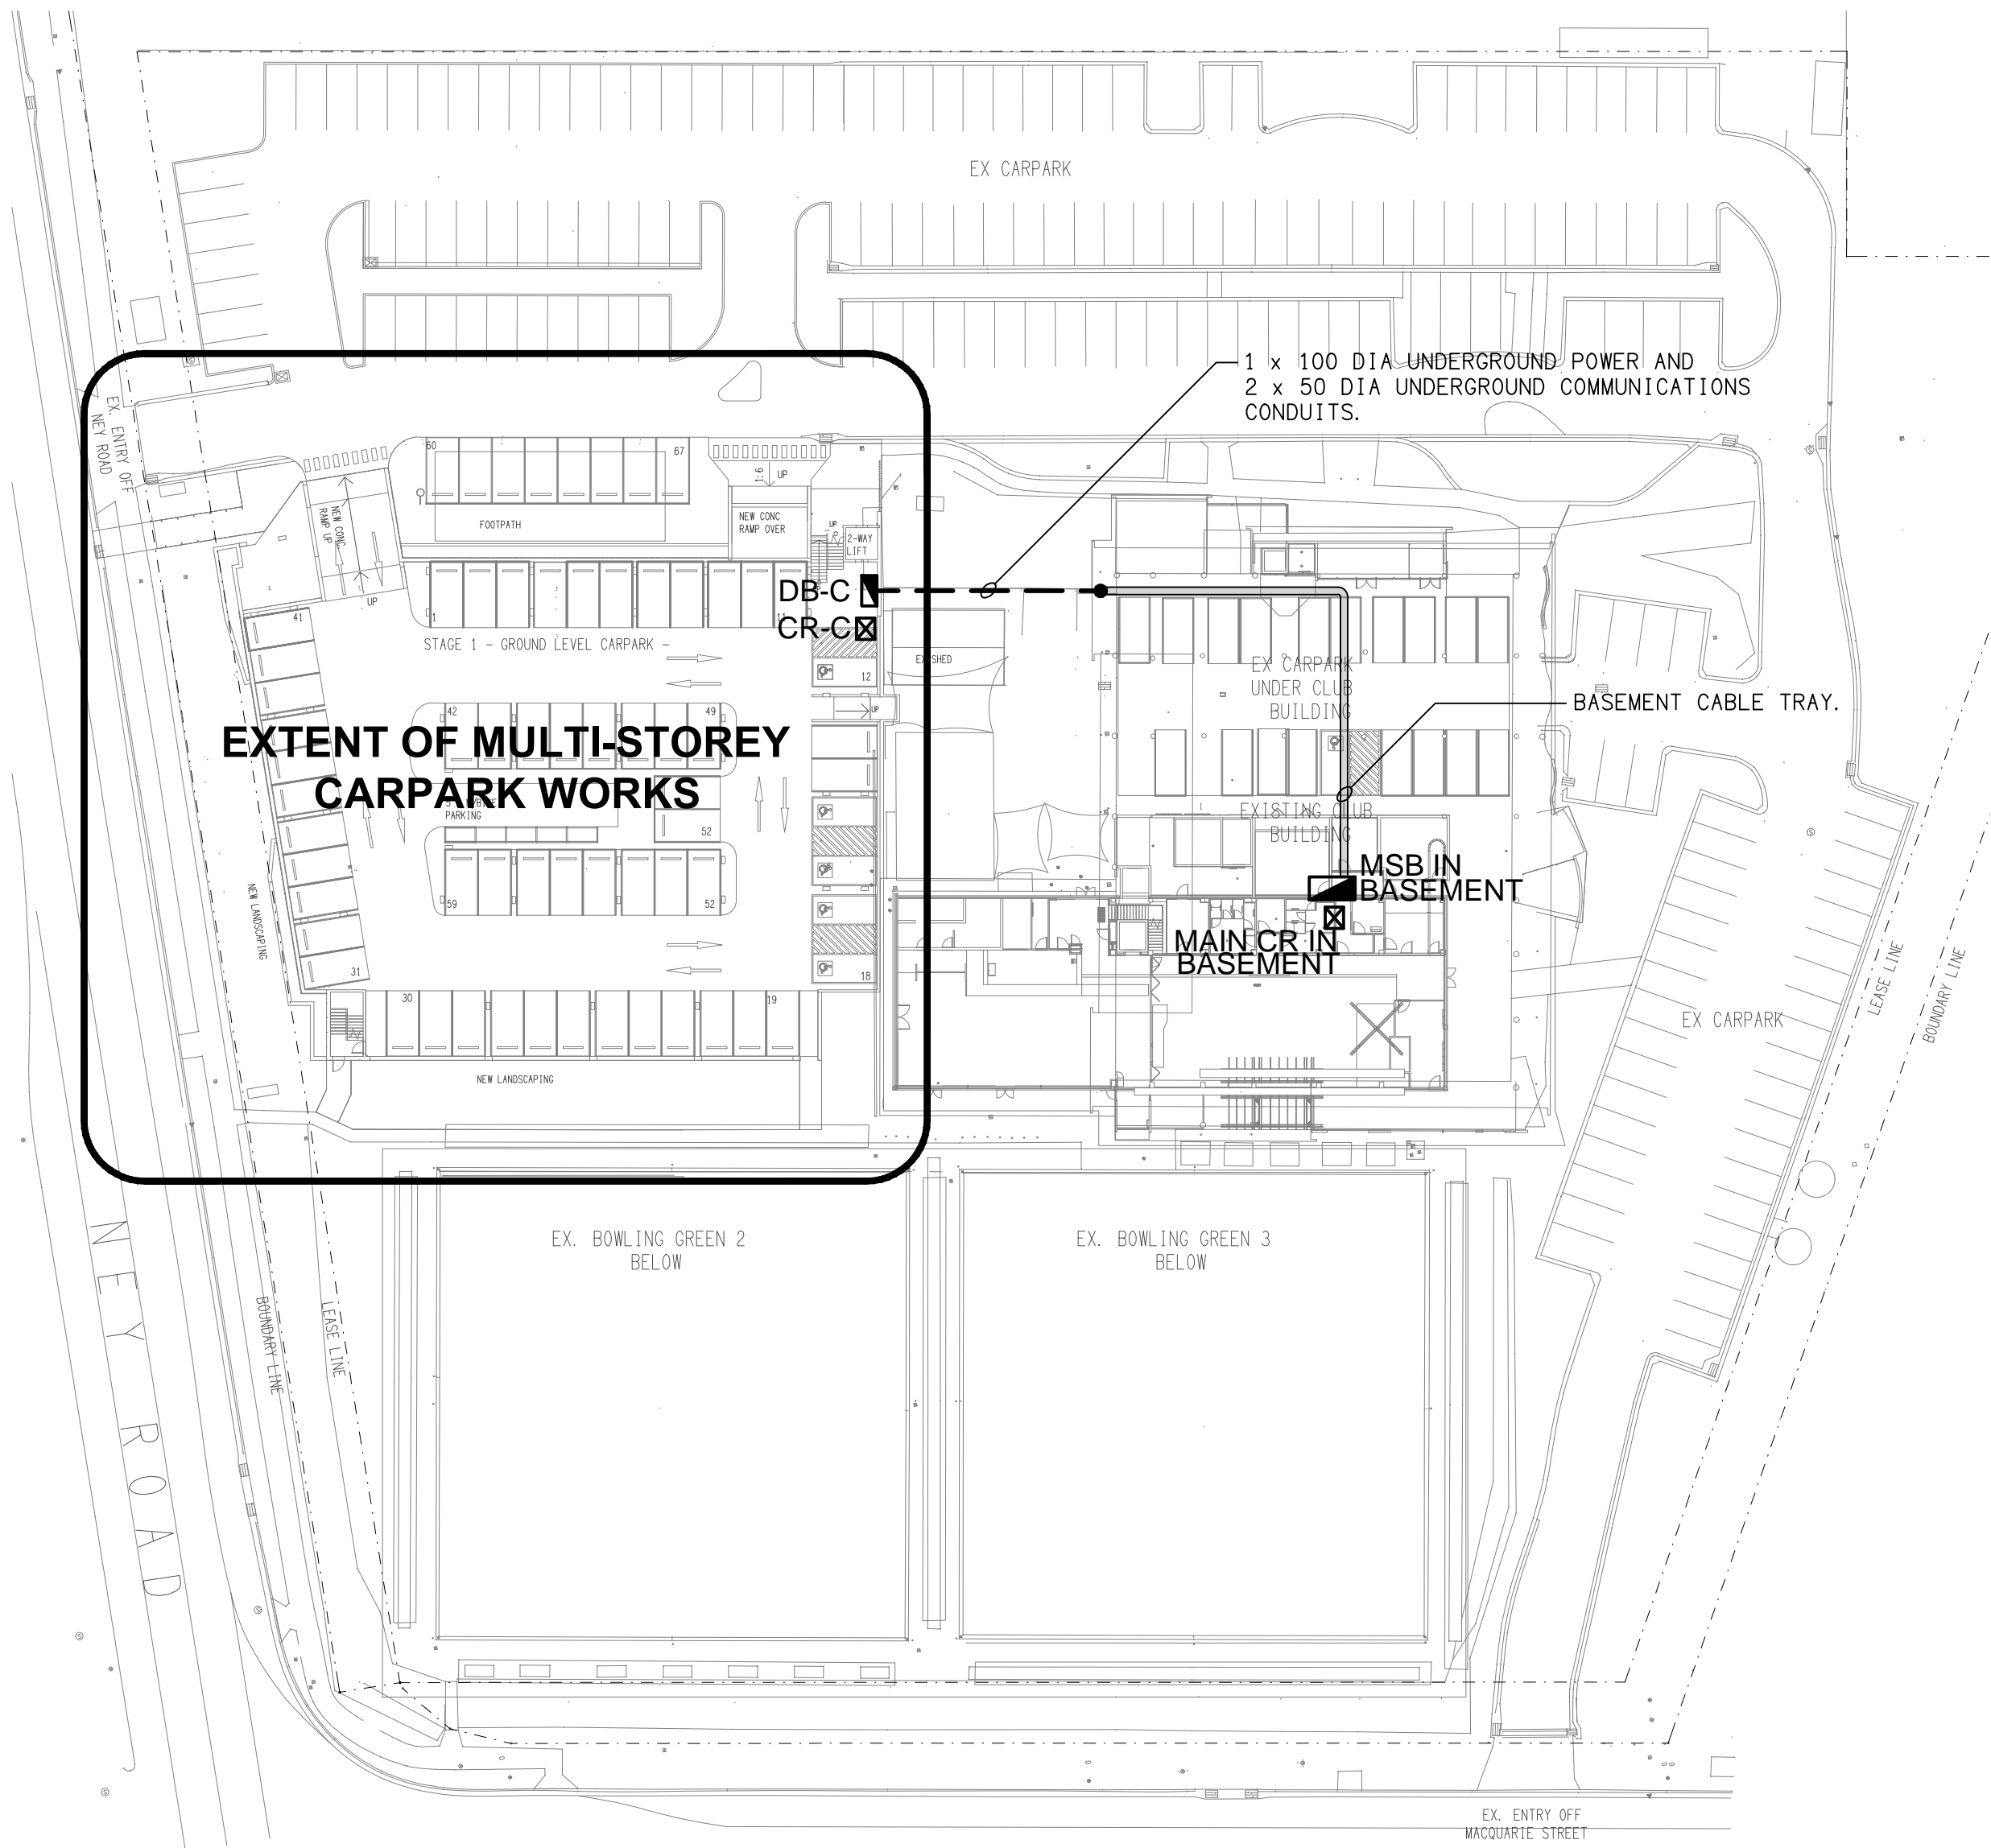 EX CARPARK
1 x 100 DIA UNDERGROUND POWER AND
2 x 50 DIA UNDERGROUND COMMUNICATIONS
CONDUITS.
EX. ENTRY OFF
NEY ROAD
NEW CONC
RAMP UP
UP
60
67
FOOTPATH
1:6
UP
NEW CONC
RAMP OVER
UP
2-WAY
LIFT
DB-C
CR-C
1
11
41
STAGE 1 - GROUND LEVEL CARPARK -
EX SHED
12
UP
EX CARPARK
UNDER CLUB
BUILDING
BASEMENT CABLE TRAY.
42
49
EXTENT OF MULTI-STOREY
CARPARK WORKS
PARKING
52
EXISTING CLUB
BUILDING
MSB IN
BASEMENT
MAIN CR IN
BASEMENT
59
52
NEW LANDSCAPING
31
18
30
19
NEW LANDSCAPING
EX CARPARK
LEASE LINE
BOUNDARY LINE
EX. BOWLING GREEN 2
BELOW
EX. BOWLING GREEN 3
BELOW
NEY ROAD
BOUNDARY LINE
LEASE LINE
EX. ENTRY OFF
MACQUARIE STREET